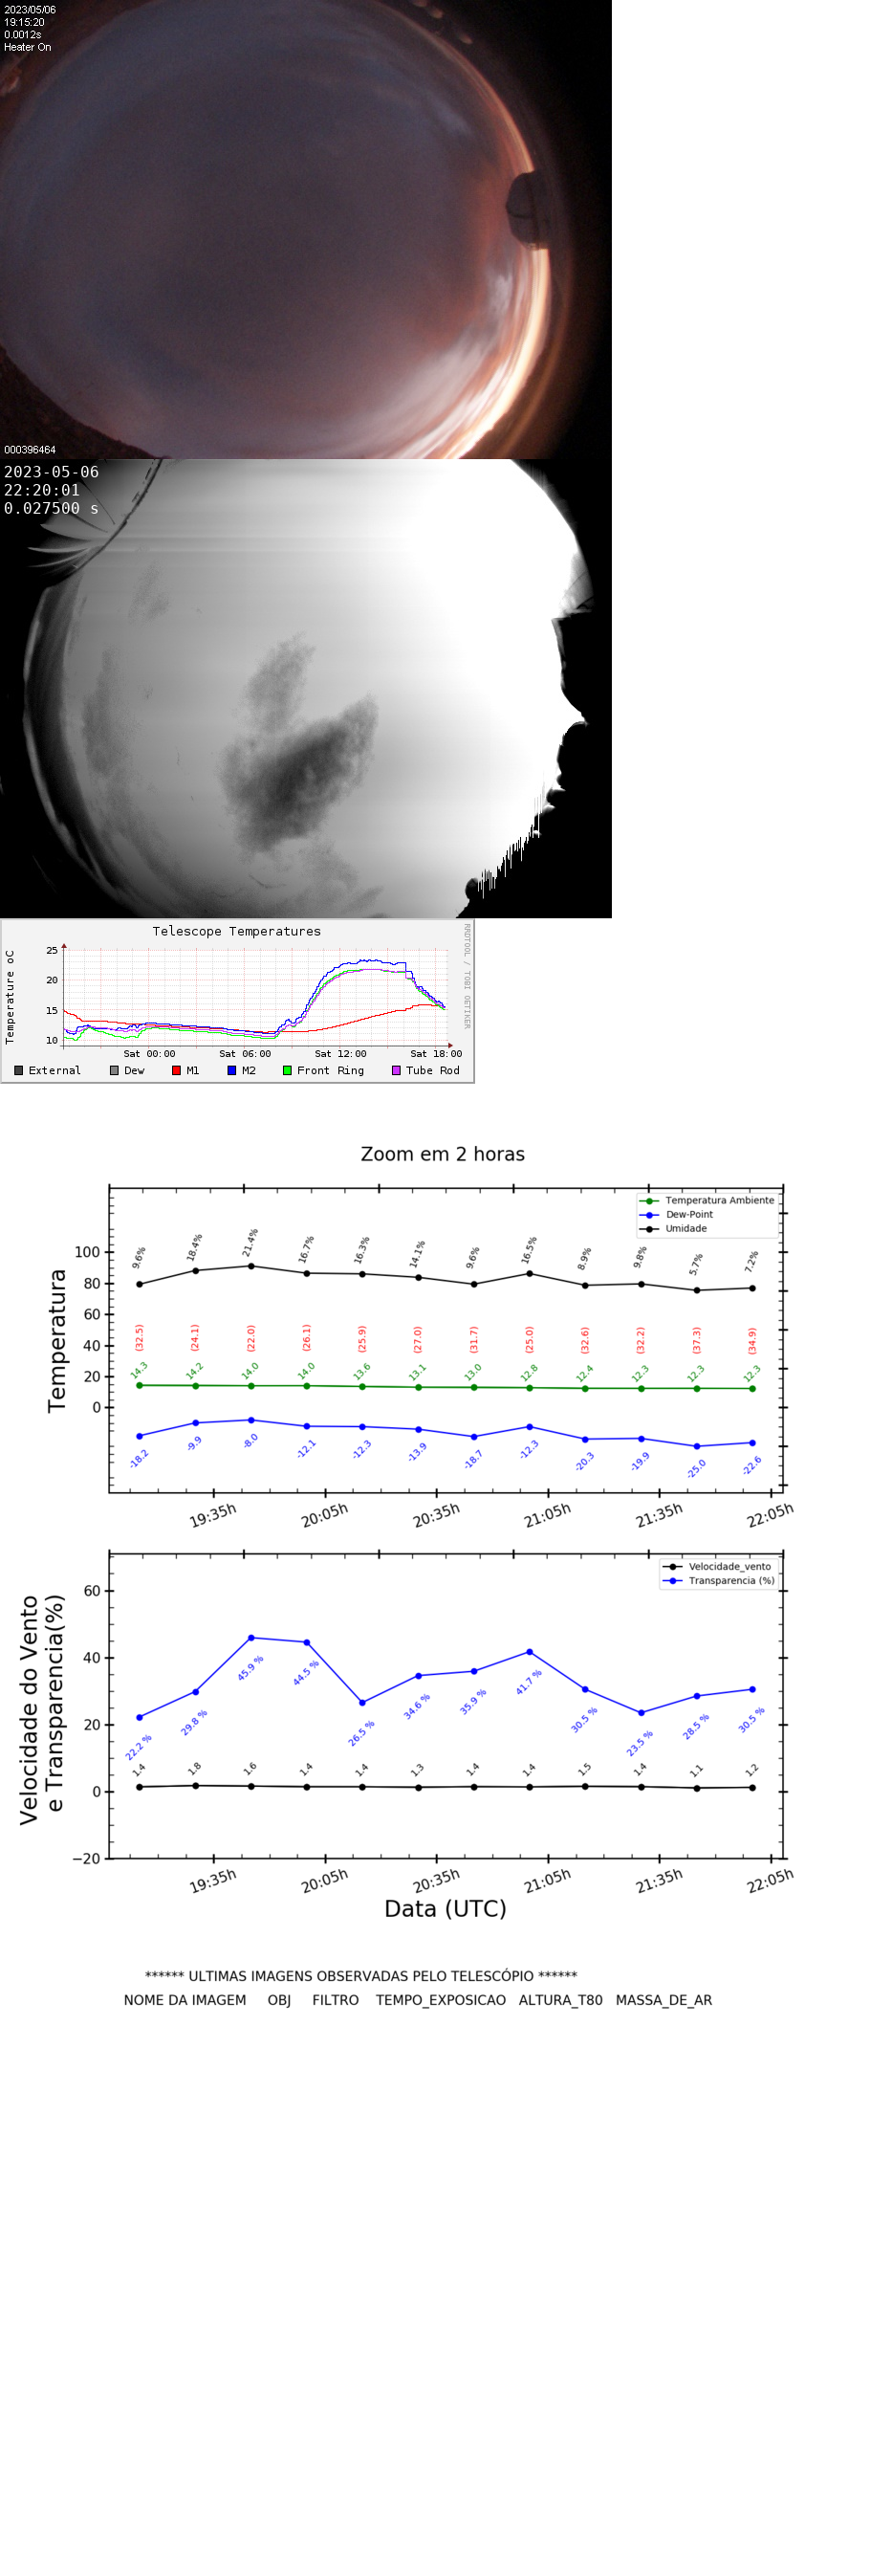 2023/05/06
19:15:20
0.0012s
Heater On
000396464
2023-05-06
22:20:01
0.027500 s
Telescope Temperatures
RRDTOOL / TOBI OETIKER
Temperature oC
25
20
15
10
Sat 00:00 Sat 06:00 Sat 12:00 Sat 18:00
External Dew M1 M2 Front Ring Tube Rod
Zoom em 2 horas
Temperatura Ambiente
Dew-Point
Umidade
Temperatura
100
80
60
40
20
0
9.6% 18.4% 21.4% 16.7% 16.3% 14.1% 9.6% 16.5% 8.9% 9.8% 5.7% 7.2%
(32.5) (24.1) (22.0) (26.1) (25.9) (27.0) (31.7) (25.0) (32.6) (32.2) (37.3) (34.9)
14.3 14.2 14.0 14.0 13.6 13.1 13.0 12.8 12.4 12.3 12.3 12.3
-18.2 -9.9 -8.0 -12.1 -12.3 -13.9 -18.7 -12.3 -20.3 -19.9 -25.0 -22.6
19:35h 20:05h 20:35h 21:05h 21:35h 22:05h
Velocidade_vento
Transparencia (%)
Velocidade do Vento
e Transparencia(%)
60
40
20
0
−20
22.2 % 29.8 % 45.9 % 44.5 % 26.5 % 34.6 % 35.9 % 41.7 % 30.5 % 23.5 % 28.5 % 30.5 %
1.4 1.8 1.6 1.4 1.4 1.3 1.4 1.4 1.5 1.4 1.1 1.2
19:35h 20:05h 20:35h 21:05h 21:35h 22:05h
Data (UTC)
****** ULTIMAS IMAGENS OBSERVADAS PELO TELESCÓPIO ******
NOME DA IMAGEM OBJ FILTRO TEMPO_EXPOSICAO ALTURA_T80 MASSA_DE_AR